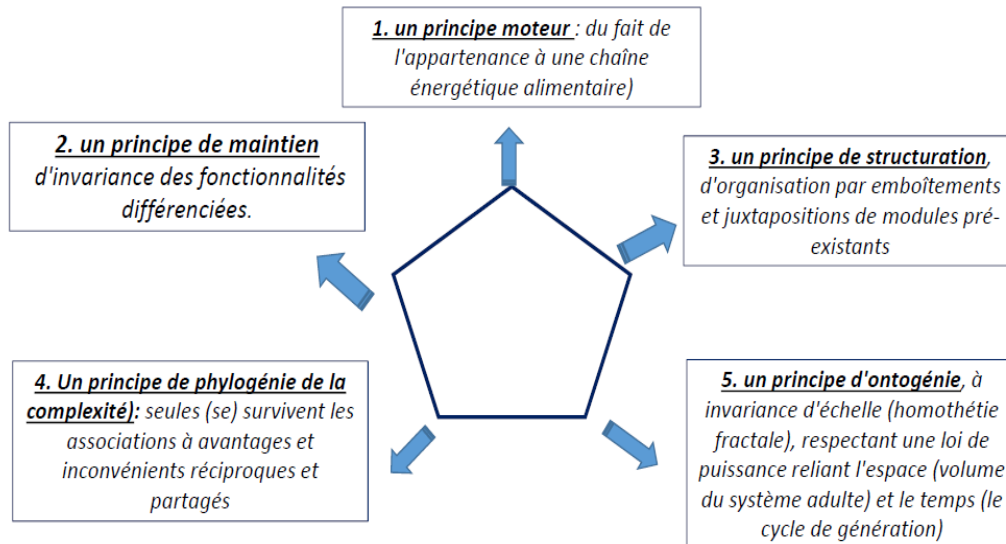 1. un principe moteur : du fait de
l'appartenance à une chaîne
énergétique alimentaire)
2. un principe de maintien
d'invariance des fonctionnalités
différenciées.
3. un principe de structuration,
d'organisation par emboîtements
et juxtapositions de modules pré-
existants
4. Un principe de phylogénie de la
complexité): seules (se) survivent les
associations à avantages et
inconvénients réciproques et
partagés
5. un principe d'ontogénie, à
invariance d'échelle (homothétie
fractale), respectant une loi de
puissance reliant l'espace (volume
du système adulte) et le temps (le
cycle de génération)